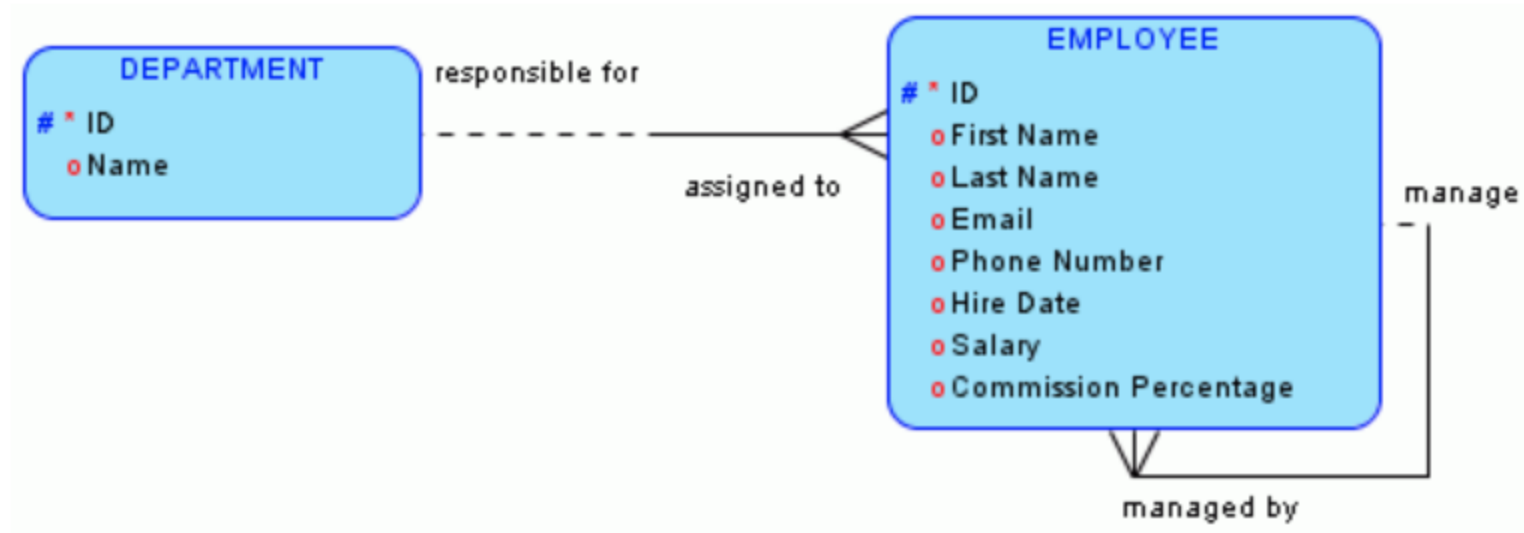 DEPARTMENT
# * ID
o Name
responsible for
assigned to
EMPLOYEE
# * ID
o First Name
o Last Name
o Email
o Phone Number
o Hire Date
o Salary
o Commission Percentage
manage
managed by